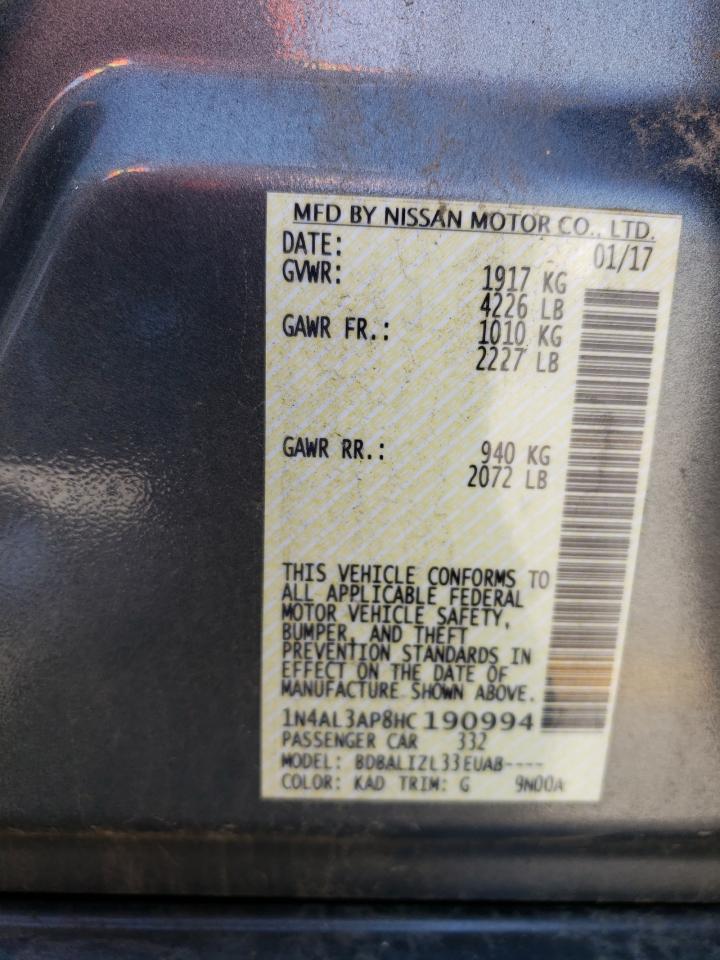 MFD BY NISSAN MOTOR CO., LTD.
DATE: 01/17
GVWR: 1917 KG
4226 LB
GAWR FR.: 1010 KG
2227 LB
GAWR RR.: 940 KG
2072 LB
THIS VEHICLE CONFORMS TO
ALL APPLICABLE FEDERAL
MOTOR VEHICLE SAFETY,
BUMPER, AND THEFT
PREVENTION STANDARDS IN
EFFECT ON THE DATE OF
MANUFACTURE SHOWN ABOVE.
1N4AL3AP8HC190994
PASSENGER CAR 332
MODEL: BDBALIZL33EUAB----
COLOR: KAD TRIM: G 9N00A